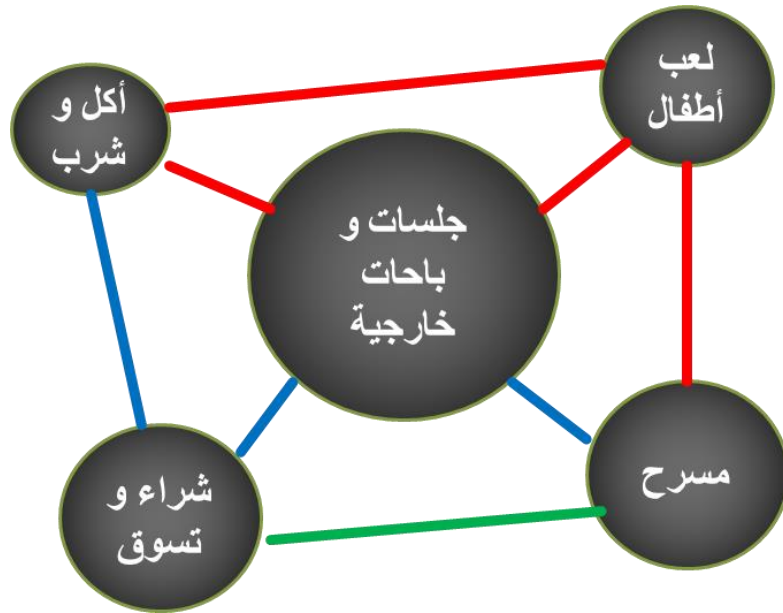 أكل و
شرب
لعب
أطفال
جلسات و
باحات
خارجية
شراء و
تسوق
مسرح